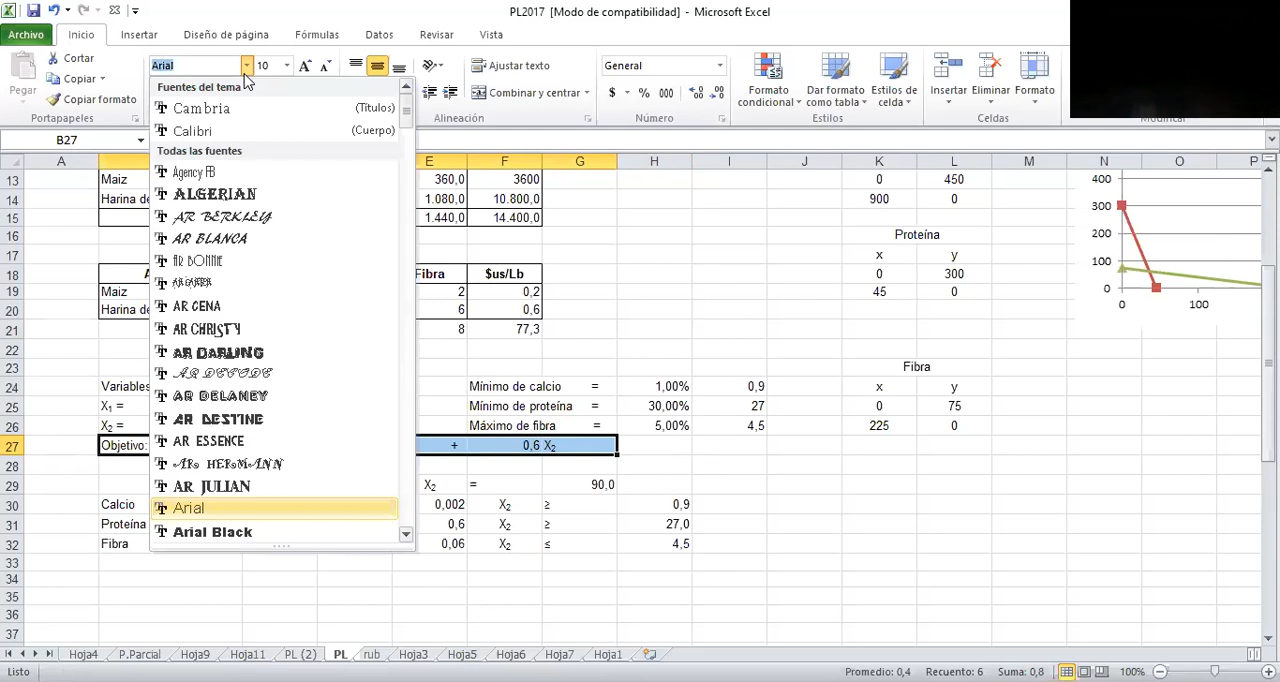 PL2017 [Modo de compatibilidad] - Microsoft Excel
Archivo Inicio Insertar Diseño de página Fórmulas Datos Revisar Vista
Pegar
Cortar
Copiar
Copiar formato
Portapapeles
Arial 10
Ajustar texto
Combinar y centrar
Alineación
General
$ % 000
Número
Formato condicional
Dar formato como tabla
Estilos de celda
Estilos
Insertar Eliminar Formato
Celdas
Modificar
B27
Fuentes del tema
Cambria (Títulos)
Calibri (Cuerpo)
Todas las fuentes
Agency FB
ALGERIAN
AR BERKLEY
AR BLANCA
AR BONNIE
AR CARTER
AR CENA
AR CHRISTY
AR DARLING
AR DECODE
AR DELANEY
AR DESTINE
AR ESSENCE
AR HERMANN
AR JULIAN
Arial
Arial Black
A E F G H I J K L M N O P
13 Maiz 360,0 3600 0 450
14 Harina de 1.080,0 10.800,0 900 0
15 1.440,0 14.400,0
16 Proteína
17 x y
18 A Fibra $us/Lb 0 300
19 Maiz 2 0,2 45 0
20 Harina de 6 0,6
21 8 77,3
22
23 Fibra
24 Variables Mínimo de calcio = 1,00% 0,9 x y
25 X₁ = Mínimo de proteína = 30,00% 27 0 75
26 X₂ = Máximo de fibra = 5,00% 4,5 225 0
27 Objetivo: + 0,6 X₂
28
29 X₂ = 90,0
30 Calcio 0,002 X₂ ≥ 0,9
31 Proteína 0,6 X₂ ≥ 27,0
32 Fibra 0,06 X₂ ≤ 4,5
33
34
35
36
37
400
300
200
100
0
0 100
Hoja4 P.Parcial Hoja9 Hoja11 PL (2) PL rub Hoja3 Hoja5 Hoja6 Hoja7 Hoja1
Listo Promedio: 0,4 Recuento: 6 Suma: 0,8 100%